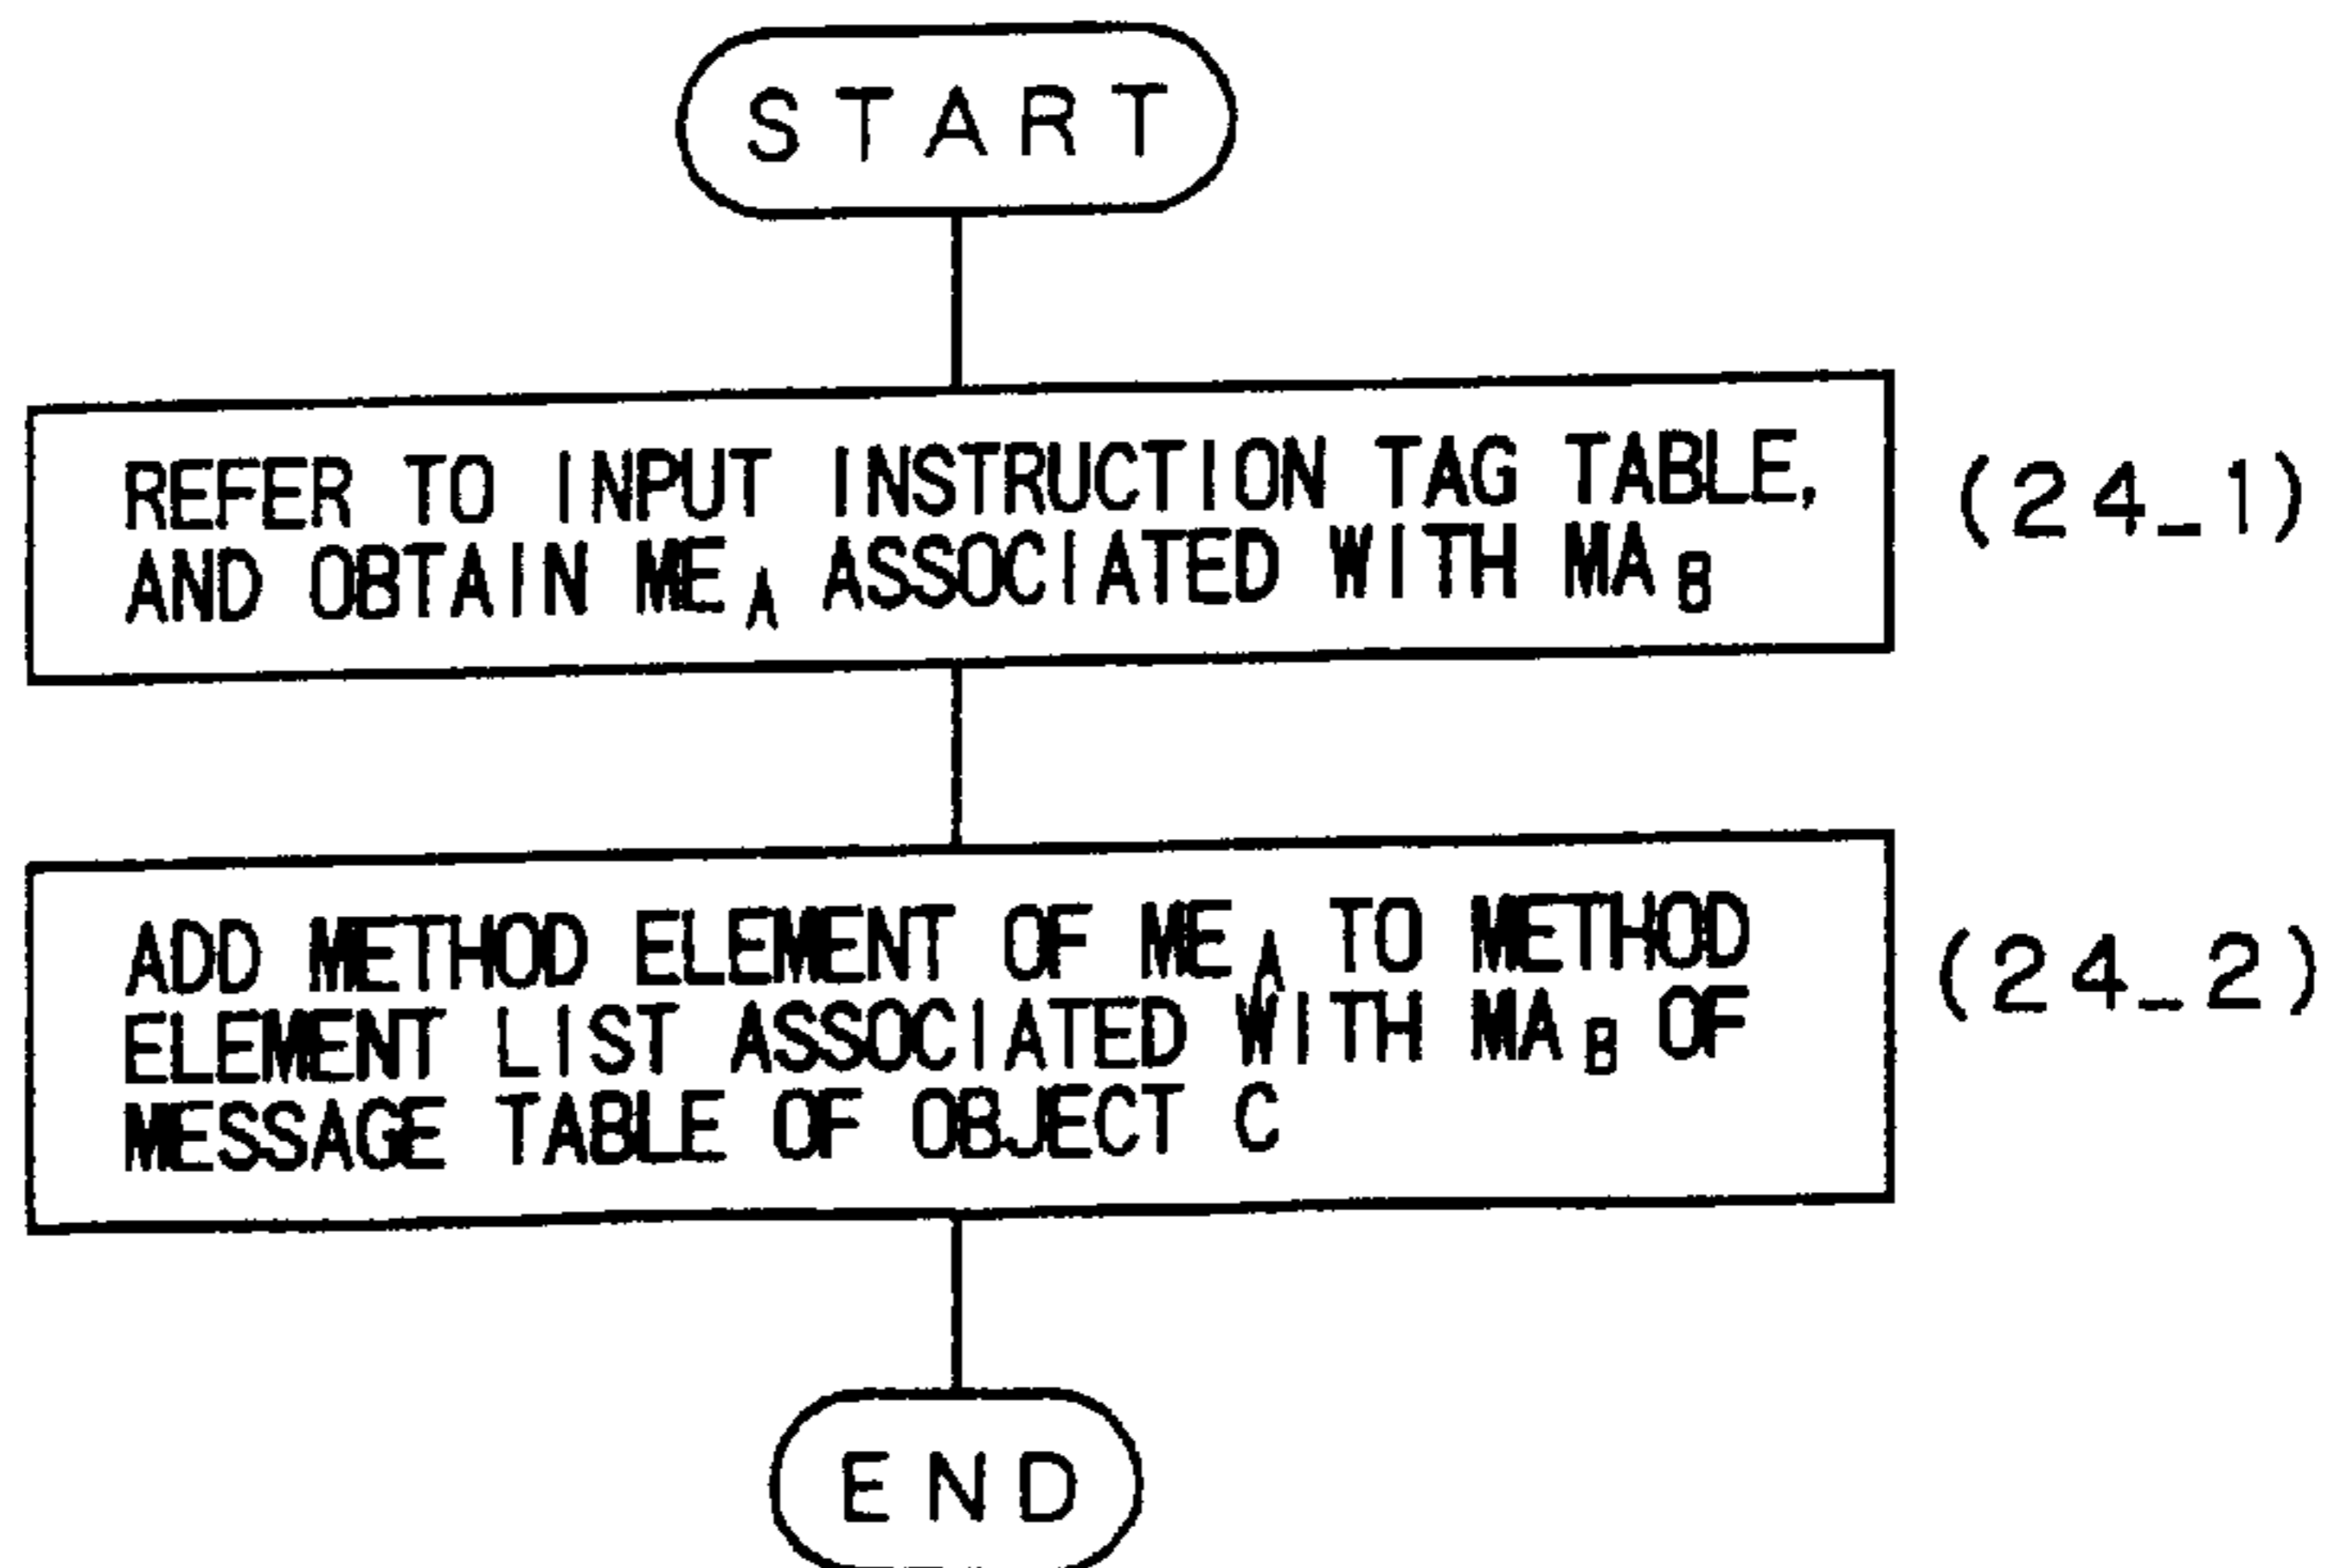 START
REFER TO INPUT INSTRUCTION TAG TABLE, (24_1)
AND OBTAIN ME A ASSOCIATED WITH MA B
ADD METHOD ELEMENT OF ME A TO METHOD (24_2)
ELEMENT LIST ASSOCIATED WITH MA B OF
MESSAGE TABLE OF OBJECT C
END